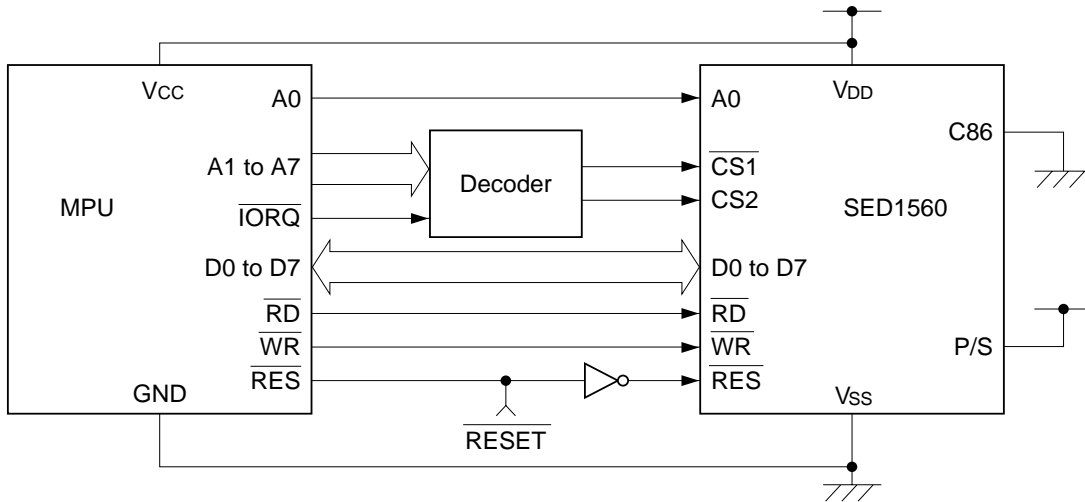 VCC
VDD
A0
A0
C86
A1 to A7
Decoder
CS1
MPU
CS2
SED1560
IORQ
D0 to D7
D0 to D7
RD
RD
WR
WR
P/S
RES
RES
GND
VSS
RESET